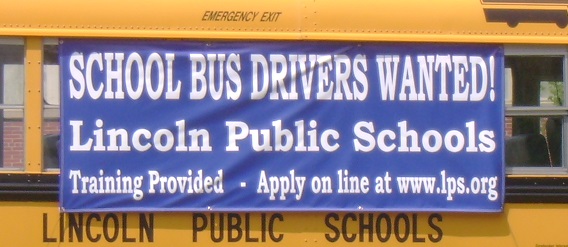 EMERGENCY EXIT
SCHOOL BUS DRIVERS WANTED!
Lincoln Public Schools
Training Provided - Apply on line at www.lps.org
LINCOLN PUBLIC SCHOOLS